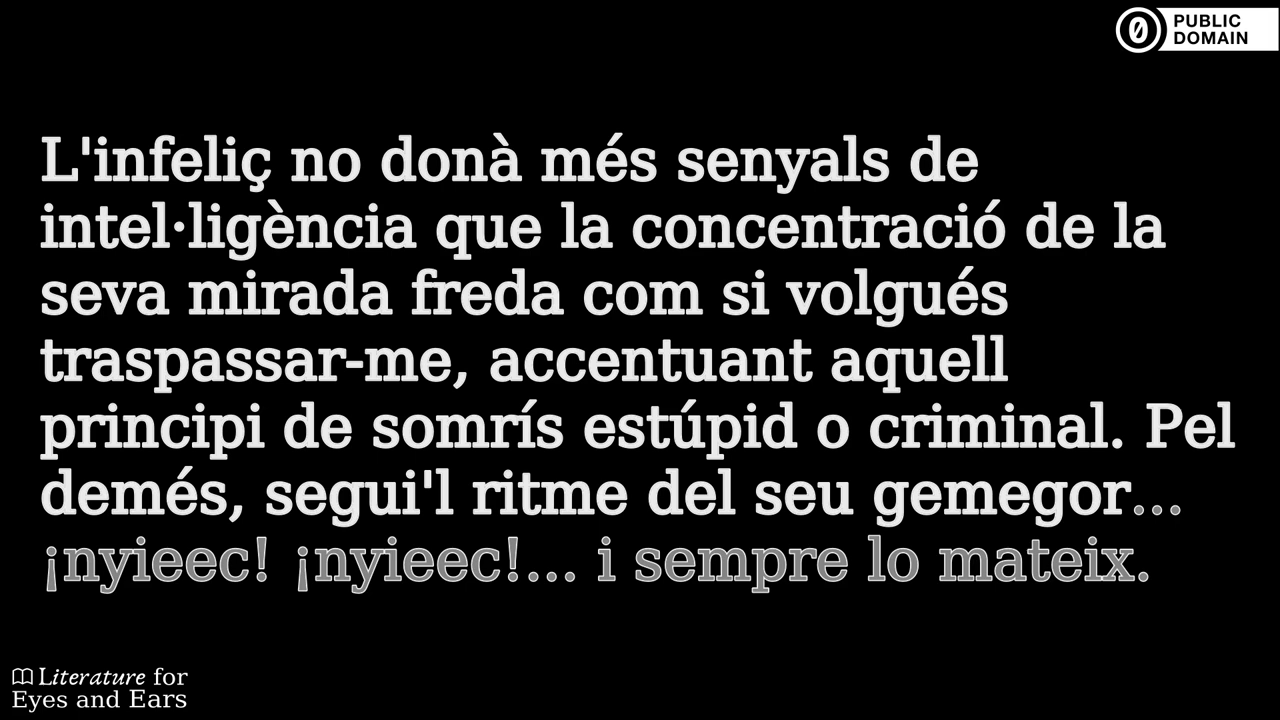 PUBLIC
DOMAIN
L'infeliç no donà més senyals de
intel·ligència que la concentració de la
seva mirada freda com si volgués
traspassar-me, accentuant aquell
principi de somrís estúpid o criminal. Pel
demés, segui'l ritme del seu gemegor...
¡nyieec! ¡nyieec!... i sempre lo mateix.
Literature for
Eyes and Ears